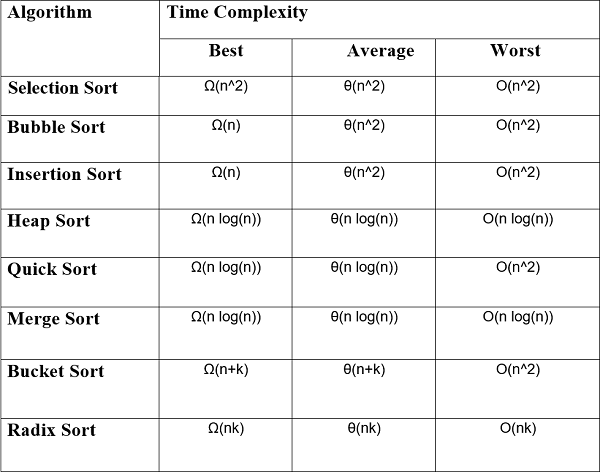 Algorithm Time Complexity
Best Average Worst
Selection Sort Ω(n^2) θ(n^2) O(n^2)
Bubble Sort Ω(n) θ(n^2) O(n^2)
Insertion Sort Ω(n) θ(n^2) O(n^2)
Heap Sort Ω(n log(n)) θ(n log(n)) O(n log(n))
Quick Sort Ω(n log(n)) θ(n log(n)) O(n^2)
Merge Sort Ω(n log(n)) θ(n log(n)) O(n log(n))
Bucket Sort Ω(n+k) θ(n+k) O(n^2)
Radix Sort Ω(nk) θ(nk) O(nk)